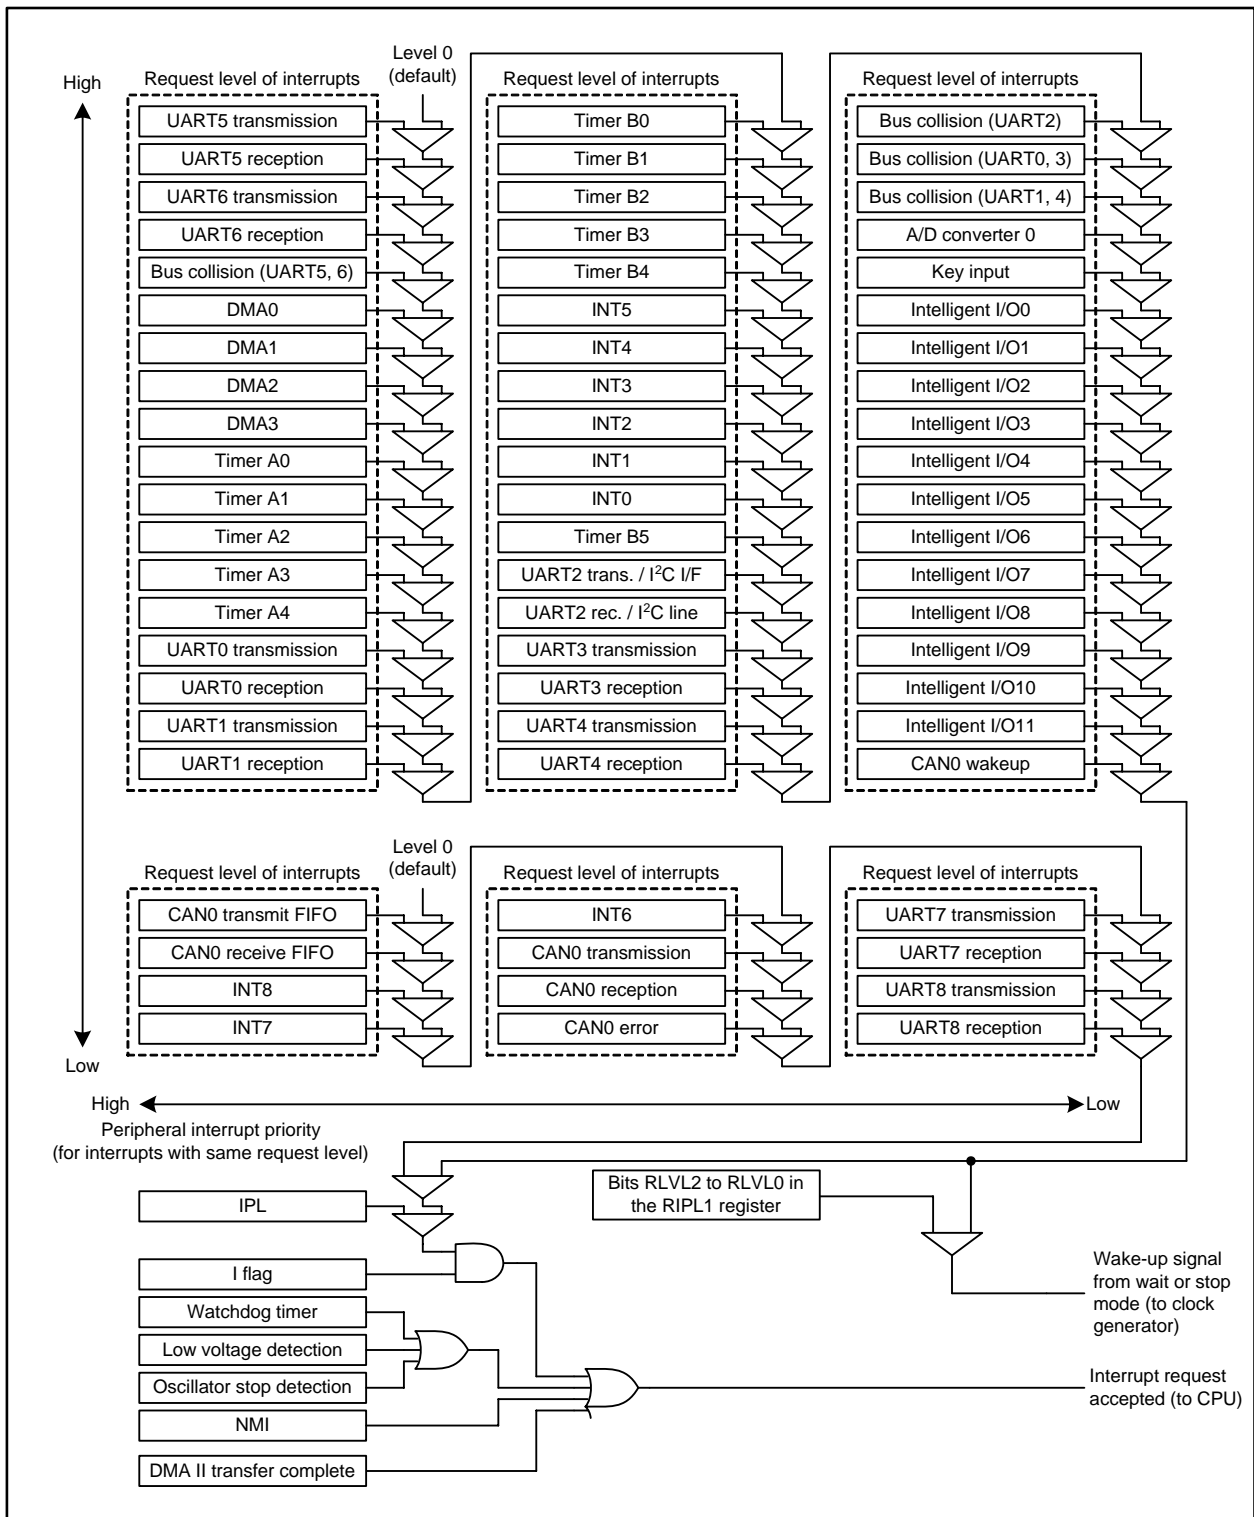 High
Level 0
(default)
Request level of interrupts
UART5 transmission
UART5 reception
UART6 transmission
UART6 reception
Bus collision (UART5, 6)
DMA0
DMA1
DMA2
DMA3
Timer A0
Timer A1
Timer A2
Timer A3
Timer A4
UART0 transmission
UART0 reception
UART1 transmission
UART1 reception
Request level of interrupts
Timer B0
Timer B1
Timer B2
Timer B3
Timer B4
INT5
INT4
INT3
INT2
INT1
INT0
Timer B5
UART2 trans. / I²C I/F
UART2 rec. / I²C line
UART3 transmission
UART3 reception
UART4 transmission
UART4 reception
Request level of interrupts
Bus collision (UART2)
Bus collision (UART0, 3)
Bus collision (UART1, 4)
A/D converter 0
Key input
Intelligent I/O0
Intelligent I/O1
Intelligent I/O2
Intelligent I/O3
Intelligent I/O4
Intelligent I/O5
Intelligent I/O6
Intelligent I/O7
Intelligent I/O8
Intelligent I/O9
Intelligent I/O10
Intelligent I/O11
CAN0 wakeup
Level 0
(default)
Request level of interrupts
CAN0 transmit FIFO
CAN0 receive FIFO
INT8
INT7
Request level of interrupts
INT6
CAN0 transmission
CAN0 reception
CAN0 error
Request level of interrupts
UART7 transmission
UART7 reception
UART8 transmission
UART8 reception
Low
High
Low
Peripheral interrupt priority
(for interrupts with same request level)
IPL
Bits RLVL2 to RLVL0 in
the RIPL1 register
I flag
Watchdog timer
Low voltage detection
Oscillator stop detection
NMI
DMA II transfer complete
Wake-up signal
from wait or stop
mode (to clock
generator)
Interrupt request
accepted (to CPU)